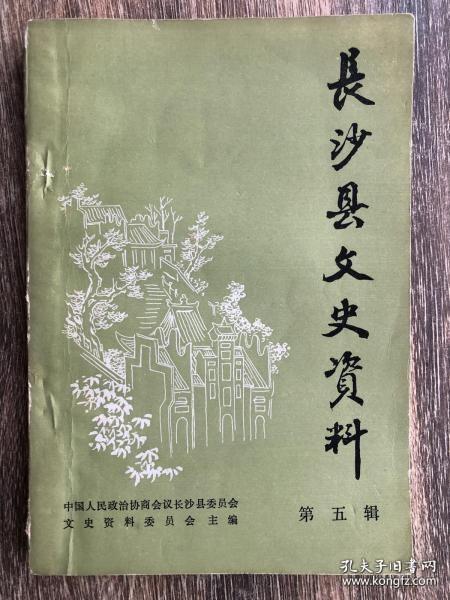 長沙县文史資料
中国人民政治协商会议长沙县委员会
文史资料委员会主编
第五辑
孔夫子旧书网
www.kongfz.com